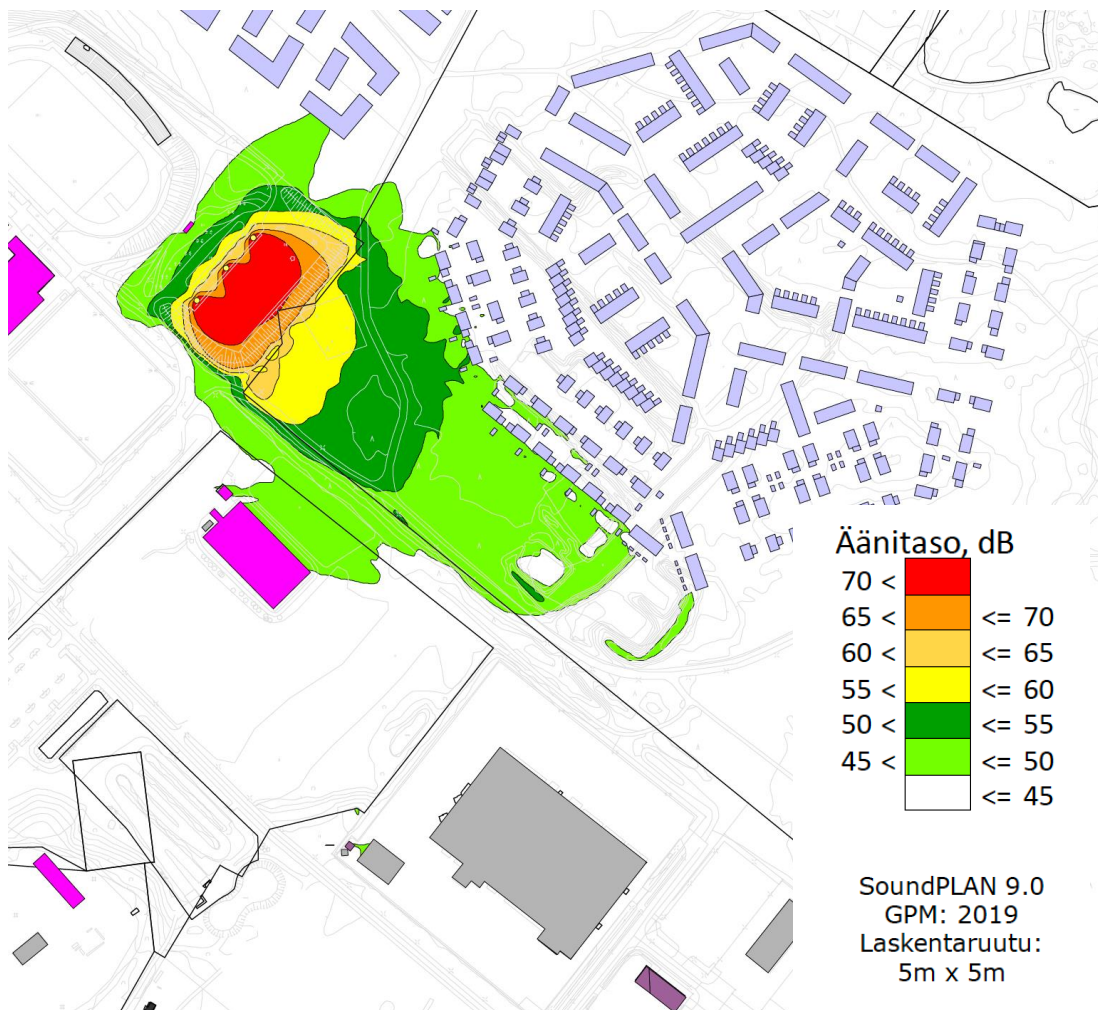 Äänitaso, dB
70 <
65 < <= 70
60 < <= 65
55 < <= 60
50 < <= 55
45 < <= 50
<= 45
SoundPLAN 9.0
GPM: 2019
Laskentaruutu:
5m x 5m